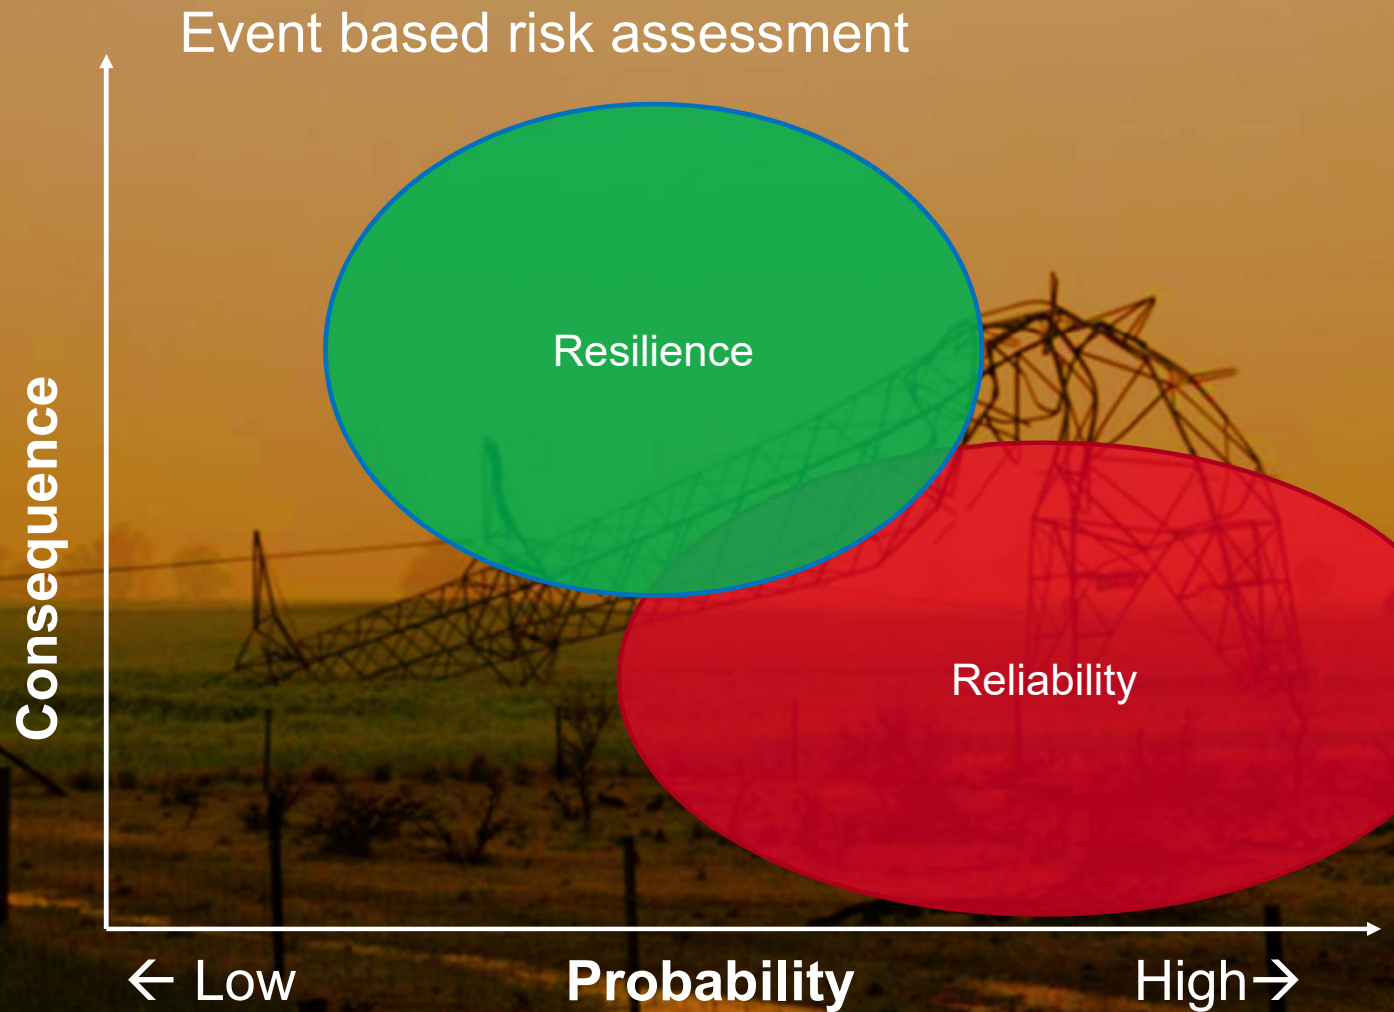 Event based risk assessment
Resilience
Consequence
Reliability
← Low Probability High→